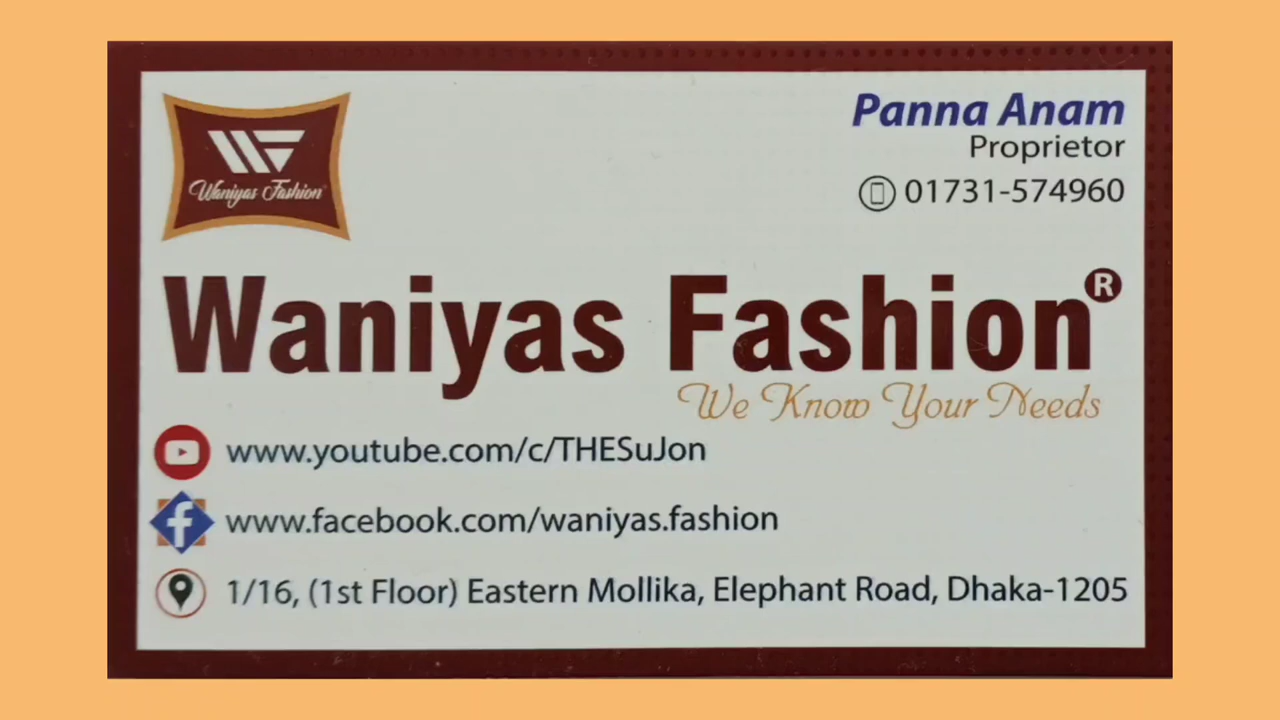 Waniyas Fashion
Panna Anam
Proprietor
01731-574960
Waniyas Fashion®
We Know Your Needs
www.youtube.com/c/THESuJon
www.facebook.com/waniyas.fashion
1/16, (1st Floor) Eastern Mollika, Elephant Road, Dhaka-1205